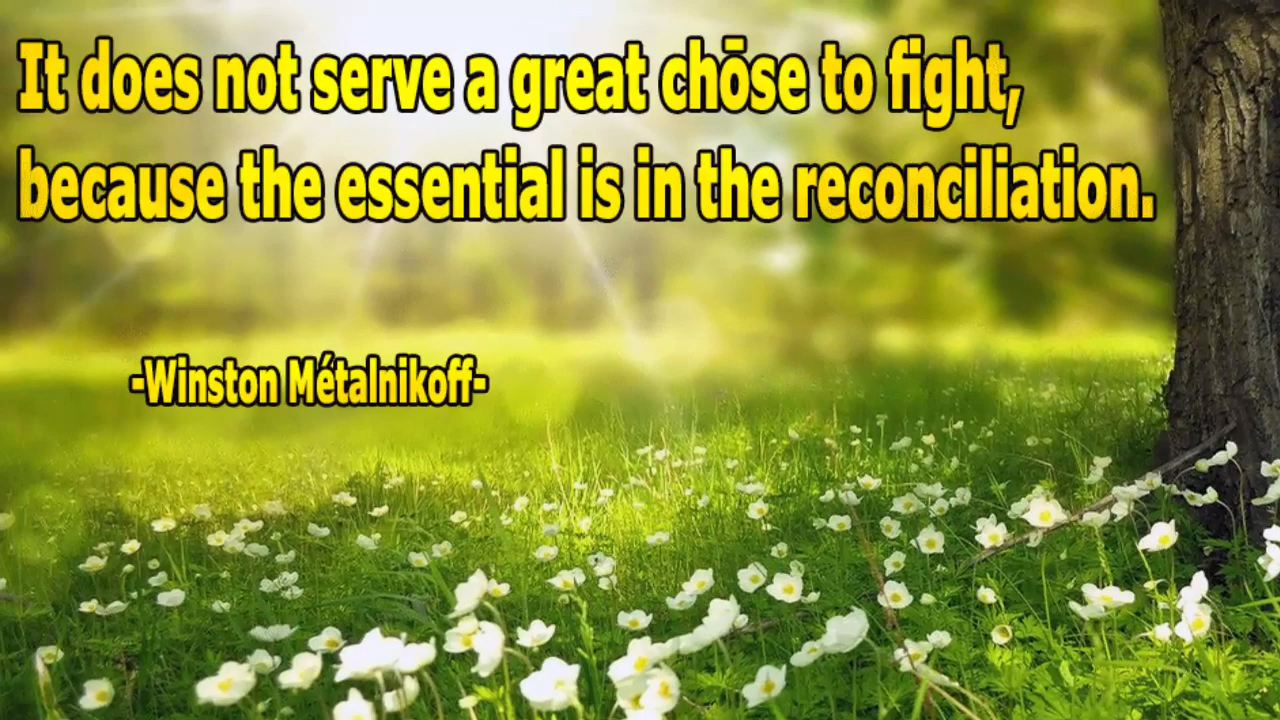 It does not serve a great chōse to fight,
because the essential is in the reconciliation.
-Winston Métalnikoff-